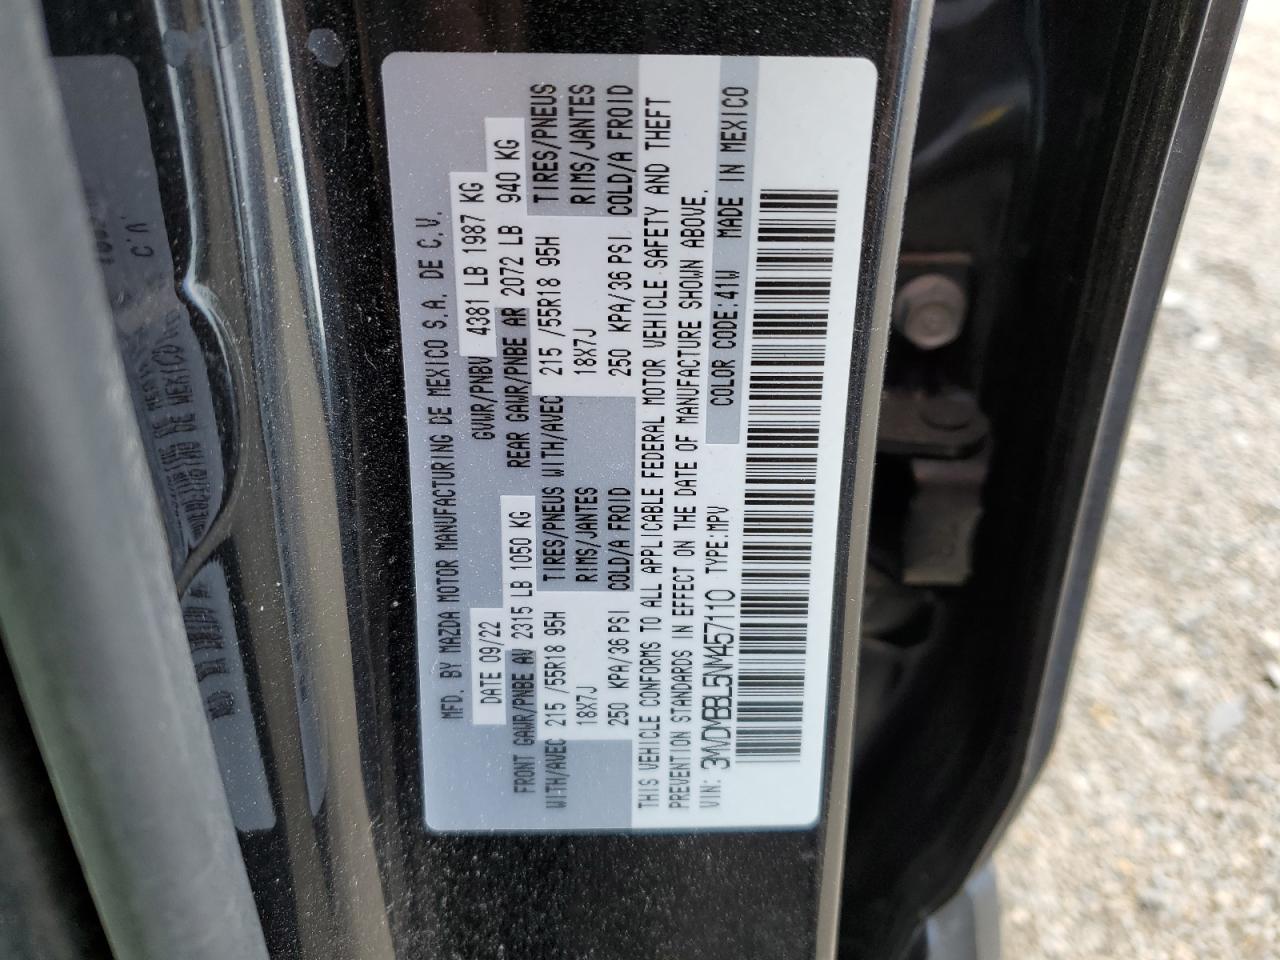 MFD. BY MAZDA MOTOR MANUFACTURING DE MEXICO S.A. DE C.V.
DATE 09/22 GVWR/PNBV 4381 LB 1987 KG
FRONT GAWR/PNBE AV 2315 LB 1050 KG REAR GAWR/PNBE AR 2072 LB 940 KG
WITH/AVEC 215 /55R18 95H TIRES/PNEUS WITH/AVEC 215 /55R18 95H TIRES/PNEUS
18X7J RIMS/JANTES 18X7J RIMS/JANTES
250 KPA/36 PSI COLD/A FROID 250 KPA/36 PSI COLD/A FROID
THIS VEHICLE CONFORMS TO ALL APPLICABLE FEDERAL MOTOR VEHICLE SAFETY AND THEFT
PREVENTION STANDARDS IN EFFECT ON THE DATE OF MANUFACTURE SHOWN ABOVE.
VIN: 3MVDMBBL5NM457110 TYPE:MPV COLOR CODE:41W MADE IN MEXICO